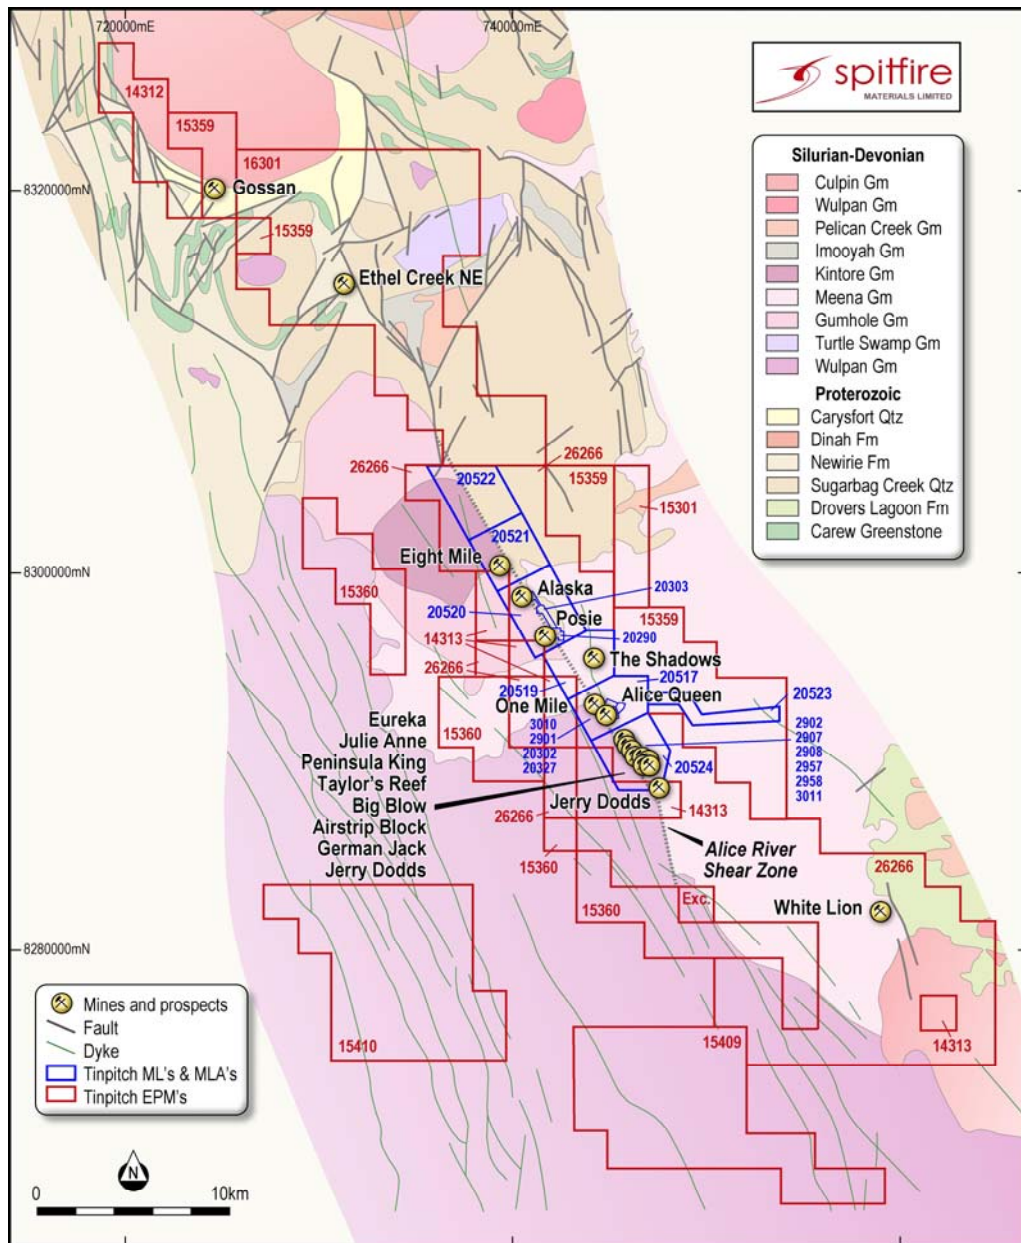 720000mE
740000mE
spitfire
MATERIALS LIMITED
14312
15359
16301
8320000mN
Gossan
15359
Ethel Creek NE
Silurian-Devonian
Culpin Gm
Wulpan Gm
Pelican Creek Gm
Imooyah Gm
Kintore Gm
Meena Gm
Gumhole Gm
Turtle Swamp Gm
Wulpan Gm
Proterozoic
Carysfort Qtz
Dinah Fm
Newirie Fm
Sugarbag Creek Qtz
Drovers Lagoon Fm
Carew Greenstone
26266
26266
20522
15359
15301
20521
Eight Mile
8300000mN
Alaska
20303
15360
20520
Posie
15359
14313
20290
26266
The Shadows
20517
20519
Alice Queen
20523
One Mile
15360
3010
2901
20302
20327
2902
2907
2908
2957
2958
3011
20524
Eureka
Julie Anne
Peninsula King
Taylor's Reef
Big Blow
Airstrip Block
German Jack
Jerry Dodds
Jerry Dodds
14313
26266
Alice River
Shear Zone
15360
26266
Exc.
15360
White Lion
8280000mN
15410
15409
14313
Mines and prospects
Fault
Dyke
Tinpitch ML's & MLA's
Tinpitch EPM's
N
0
10km